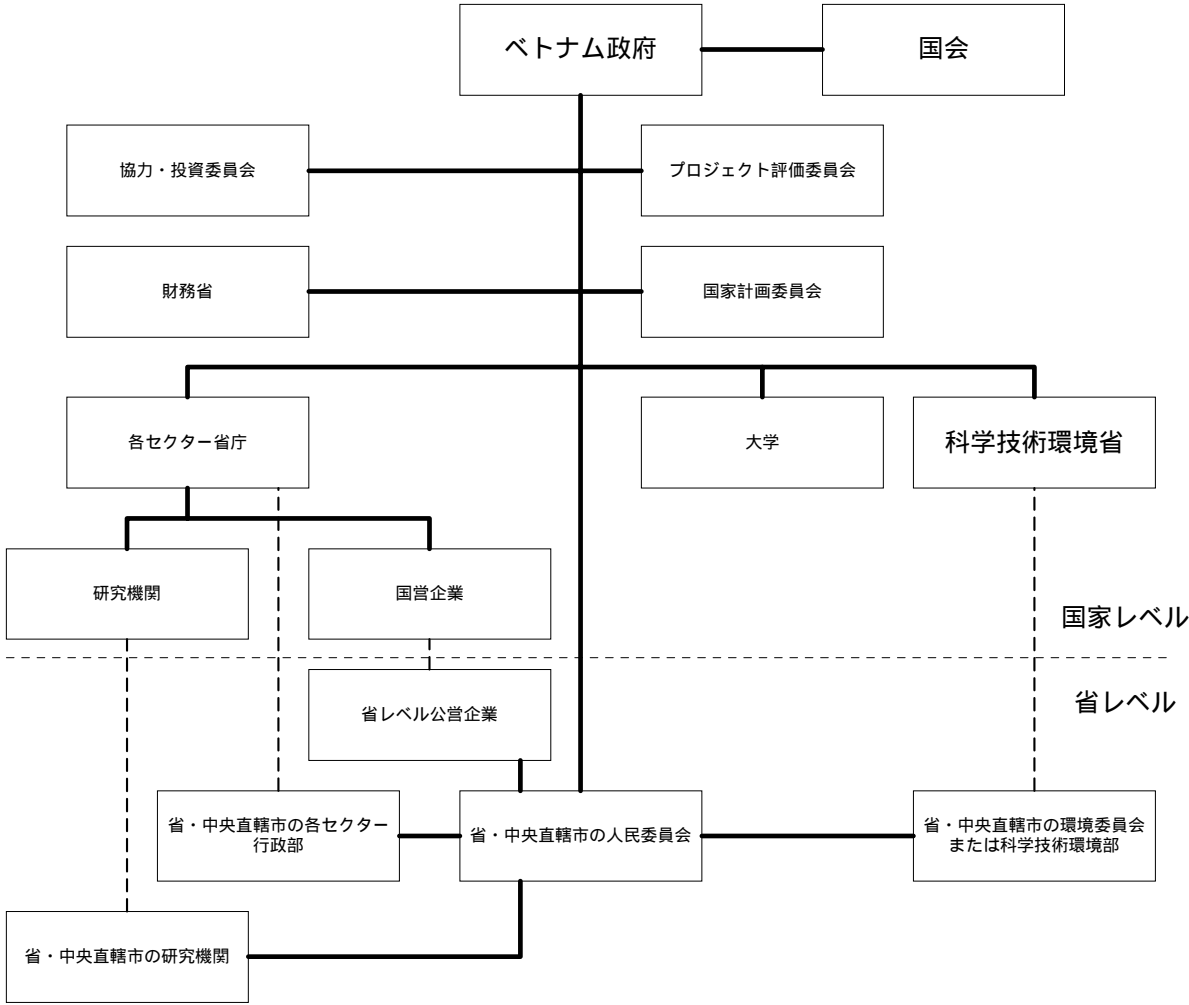 ベトナム政府
国会
協力・投資委員会
プロジェクト評価委員会
財務省
国家計画委員会
各セクター省庁
大学
科学技術環境省
研究機関
国営企業
国家レベル
省レベル
省レベル公営企業
省・中央直轄市の各セクター
行政部
省・中央直轄市の人民委員会
省・中央直轄市の環境委員会
または科学技術環境部
省・中央直轄市の研究機関